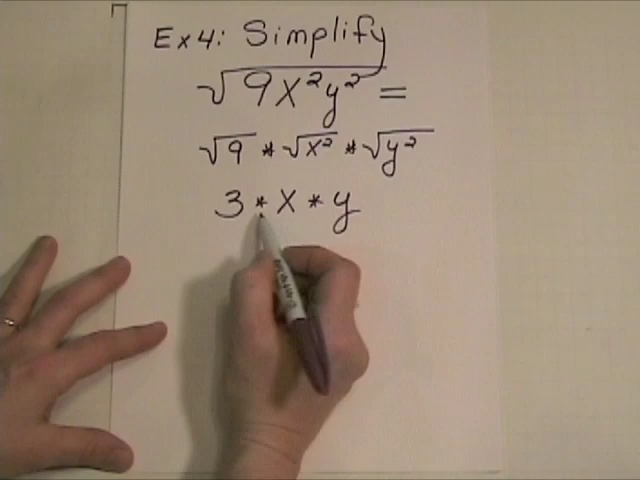 Ex4: Simplify
√9x²y² =
√9 * √x² * √y²
3 * x * y